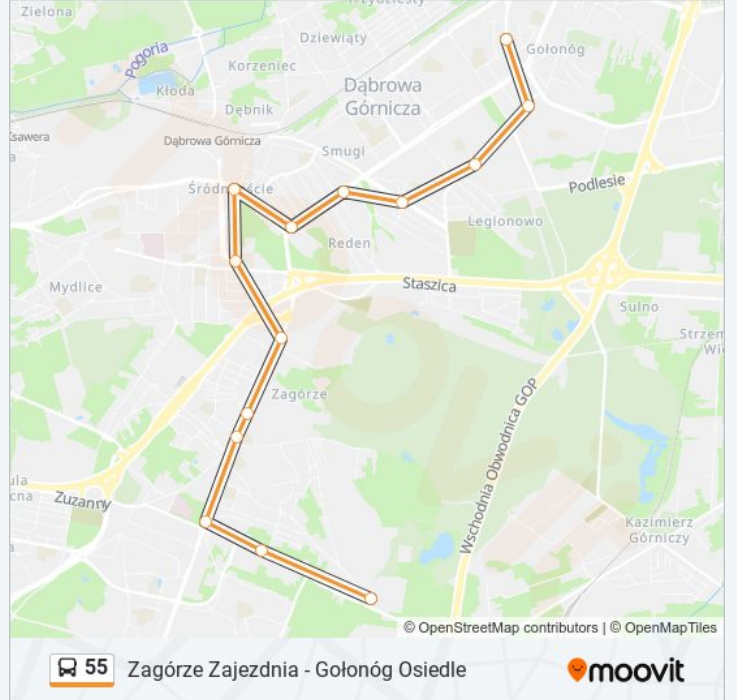 Zielona
Dziewiąty
Gołonóg
Pogoria
Korzeniec
Kłoda
Dąbrowa
Górnicza
Dębnik
Dąbrowa Górnicza
Smugi
Śródmieście
Podlesie
Legionowo
Reden
Mydlice
Staszica
Sulno
Zagórze
Wschodnia Obwodnica GOP
Zuzanny
Kazimierz
Górniczy
© OpenStreetMap contributors | © OpenMapTiles
55 Zagórze Zajezdnia - Gołonóg Osiedle
moovit